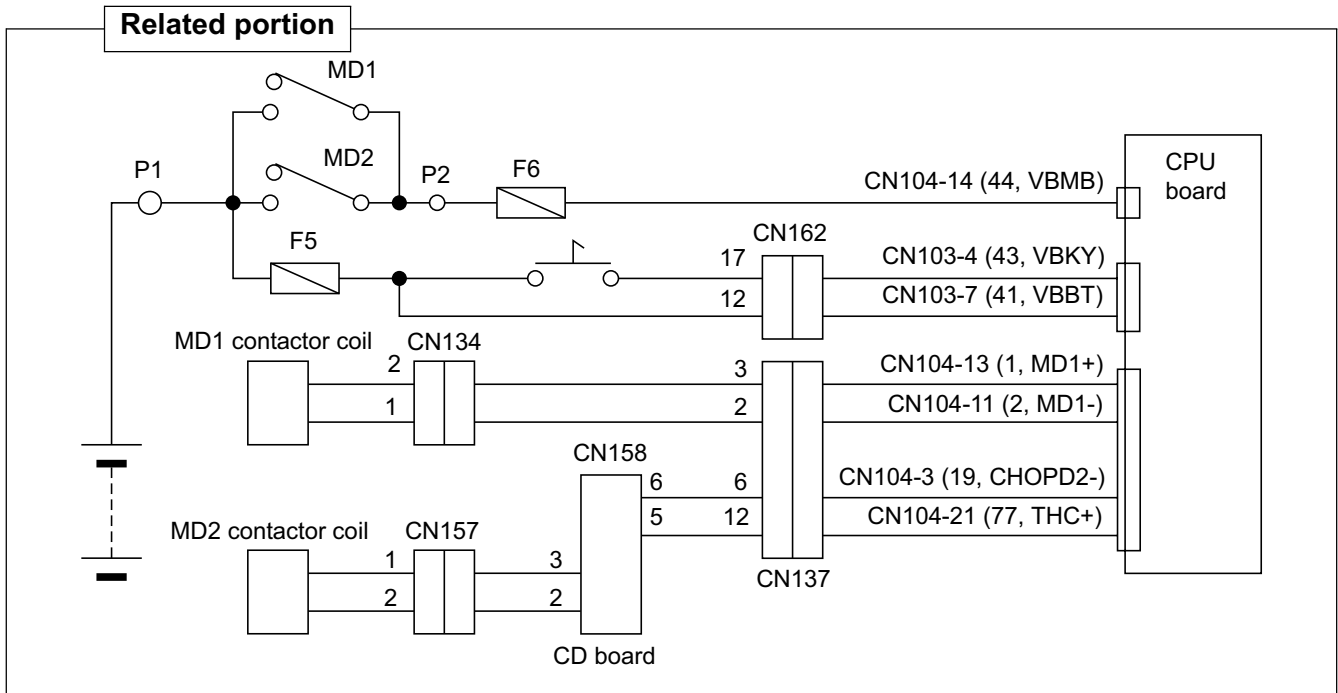 Related portion
MD1
MD2
P1
P2
F6
CN104-14 (44, VBMB)
CPU
board
F5
CN162
17
CN103-4 (43, VBKY)
12
CN103-7 (41, VBBT)
MD1 contactor coil
CN134
2
3
CN104-13 (1, MD1+)
1
2
CN104-11 (2, MD1-)
CN158
6
6
CN104-3 (19, CHOPD2-)
5
12
CN104-21 (77, THC+)
MD2 contactor coil
CN157
CN137
1
3
2
2
CD board